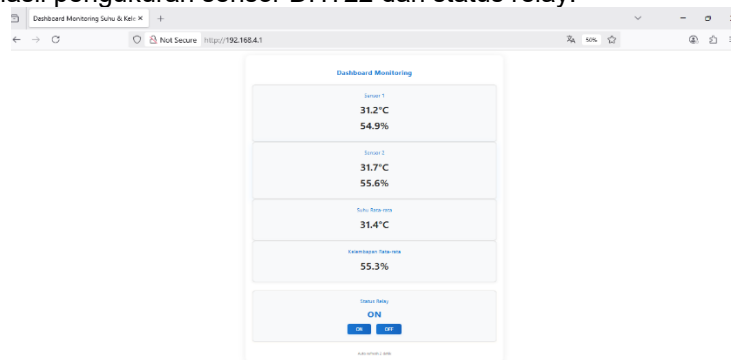 hasil pengukuran sensor DHT22 dan status relay.
Dashboard Monitoring Suhu & Kele
Not Secure http://192.168.4.1 50%
Dashboard Monitoring
Sensor 1
31.2°C
54.9%
Sensor 2
31.7°C
55.6%
Suhu Rata-rata
31.4°C
Kelembapan Rata-rata
55.3%
Status Relay
ON
ON OFF